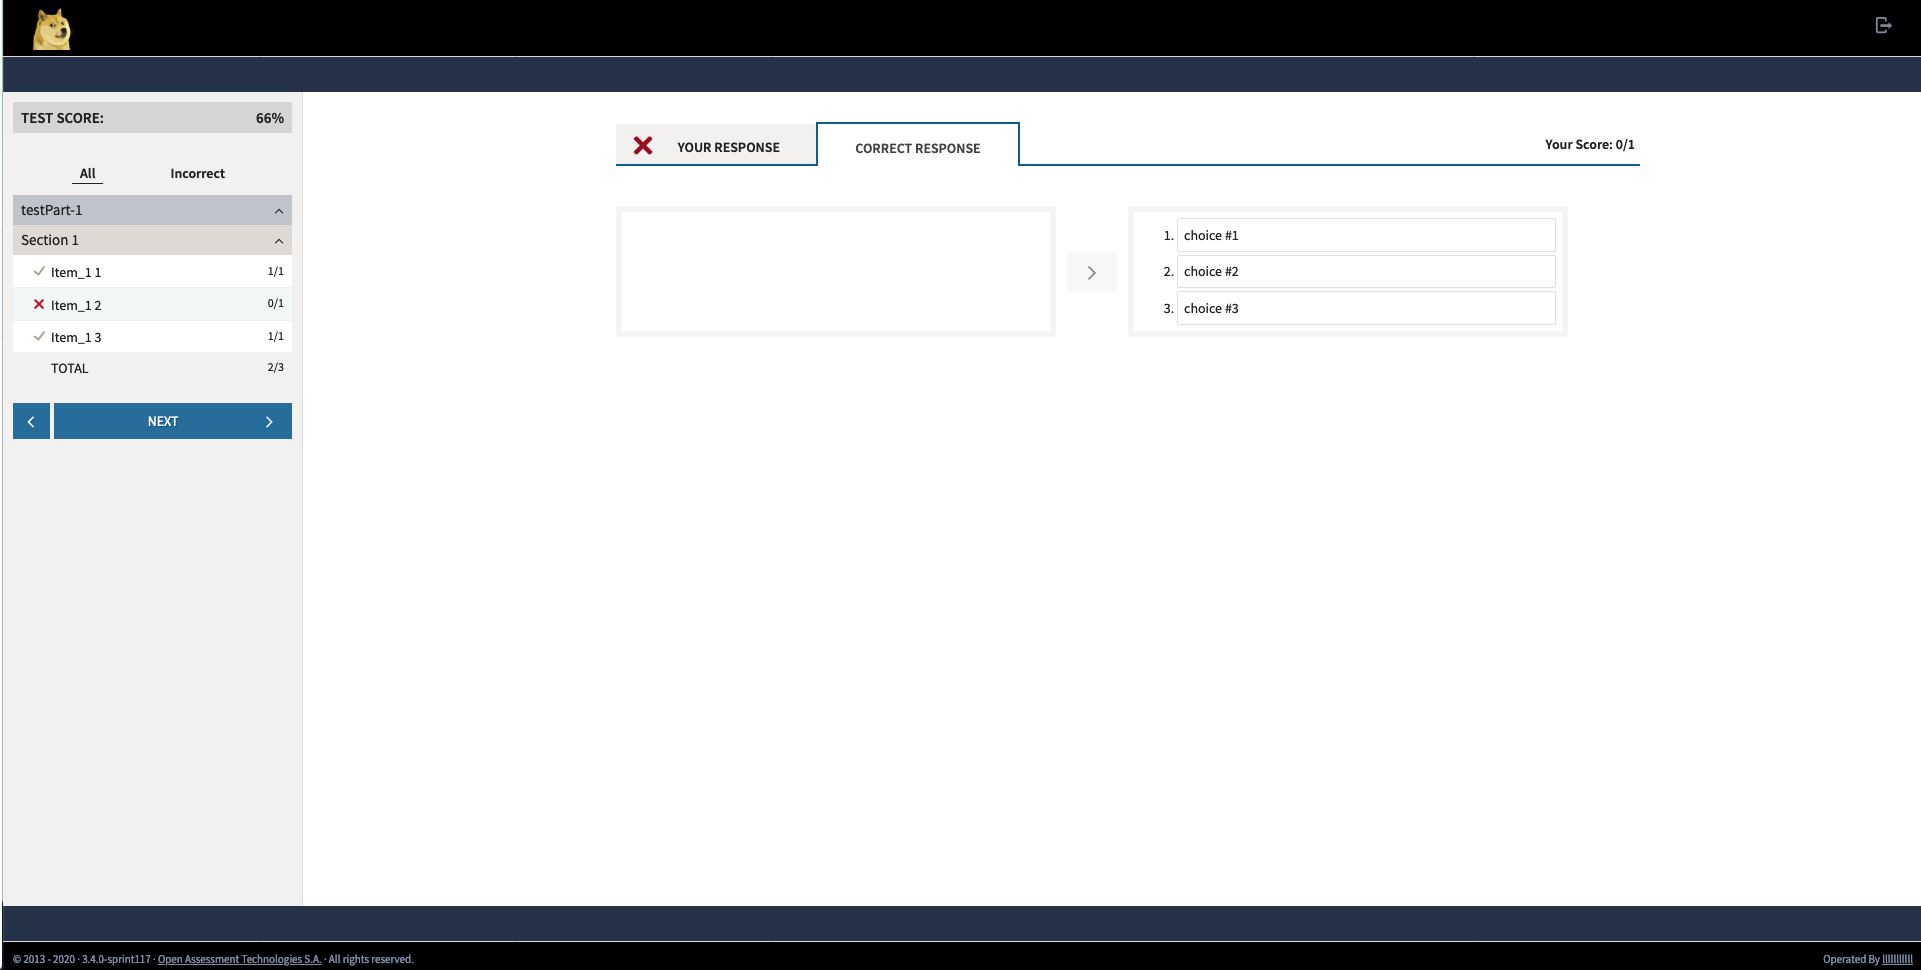 TEST SCORE: 66%
All Incorrect
testPart-1
Section 1
Item_1 1 1/1
Item_1 2 0/1
Item_1 3 1/1
TOTAL 2/3
NEXT
YOUR RESPONSE
CORRECT RESPONSE
Your Score: 0/1
1. choice #1
2. choice #2
3. choice #3
© 2013 - 2020 · 3.4.0-sprint117 · Open Assessment Technologies S.A. · All rights reserved.
Operated By